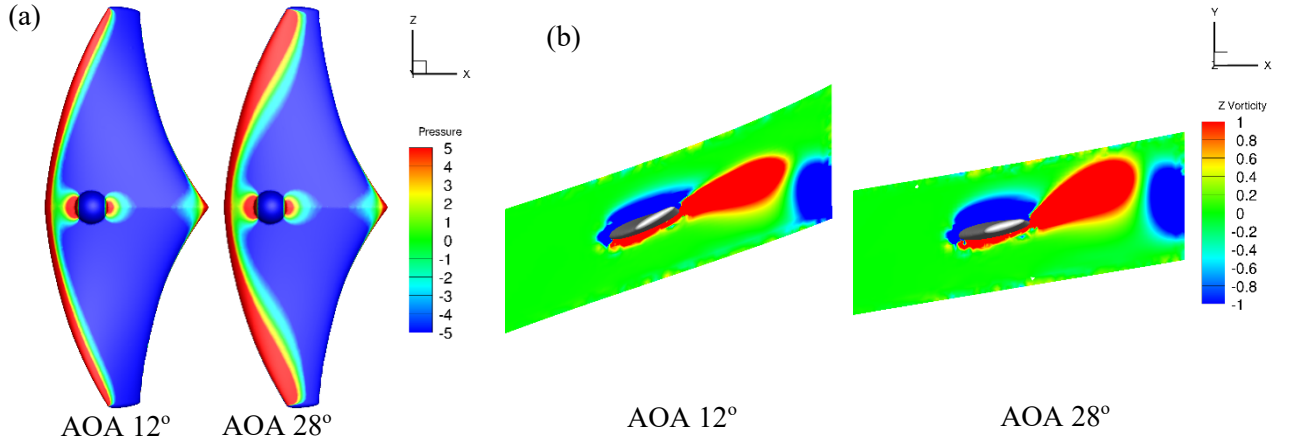 (a)
Z
X
Y
Pressure
5
4
3
2
1
0
-1
-2
-3
-4
-5
AOA 12º
AOA 28º
(b)
Y
X
Z
Z Vorticity
1
0.8
0.6
0.4
0.2
0
-0.2
-0.4
-0.6
-0.8
-1
AOA 12º
AOA 28º